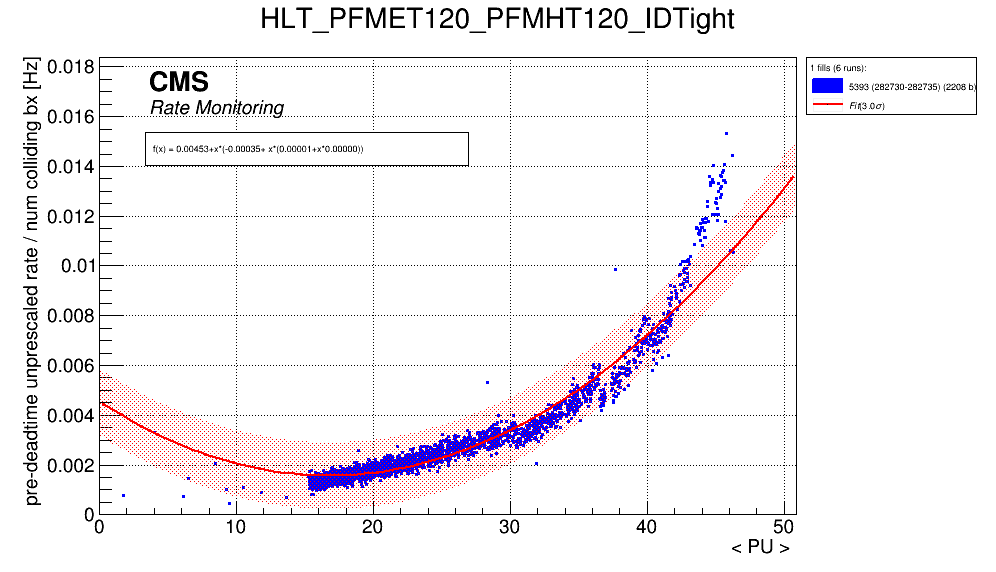 HLT_PFMET120_PFMHT120_IDTight
pre-deadtime unprescaled rate / num colliding bx [Hz]
0.018
0.016
0.014
0.012
0.01
0.008
0.006
0.004
0.002
0
CMS
Rate Monitoring
f(x) = 0.00453+x*(-0.00035+ x*(0.00001+x*0.00000))
0 10 20 30 40 50
< PU >
1 fills (6 runs):
5393 (282730-282735) (2208 b)
Fit(3.0σ)